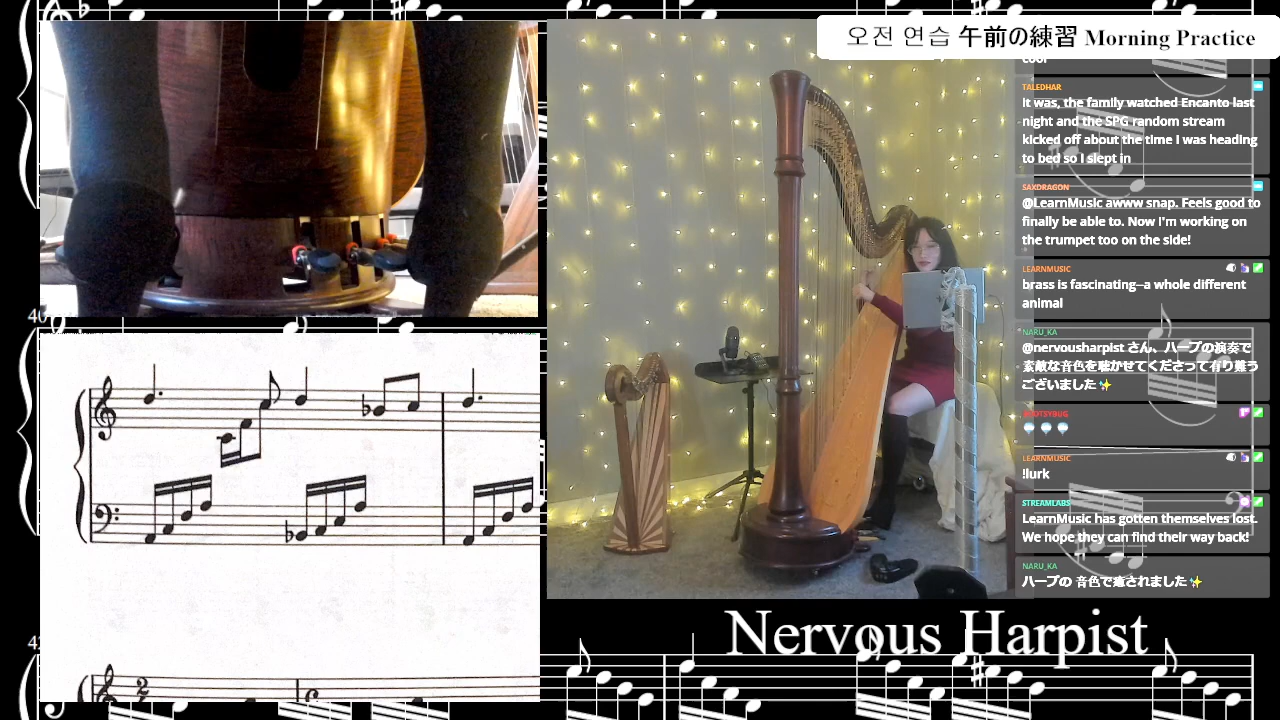 오전 연습 午前の練習 Morning Practice
cool
TALEDHAR
It was, the family watched Encanto last
night and the SPG random stream
kicked off about the time I was heading
to bed so I slept in
SAXDRAGON
@LearnMusic awww snap. Feels good to
finally be able to. Now I'm working on
the trumpet too on the side!
LEARNMUSIC
brass is fascinating--a whole different
animal
NARU_KA
@nervousharpist さん、ハープの演奏で
素敵な音色を聴かせてくださって有り難う
ございました✨
LEARNMUSIC
!lurk
STREAMLABS
LearnMusic has gotten themselves lost.
We hope they can find their way back!
NARU_KA
ハープの 音色で癒されました✨
Nervous Harpist
40
2